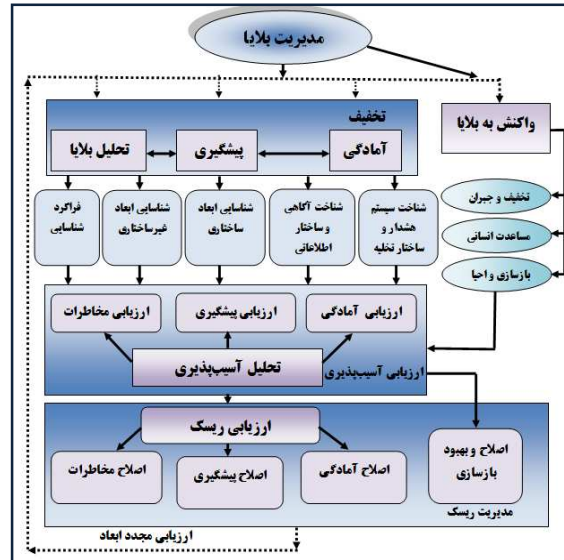 مدیریت بلایا
واکنش به بلایا
تخفیف
آمادگی
پیشگیری
تحلیل بلایا
شناخت سیستم
هشدار و
ساختار تخلیه
شناخت آگاهی
و ساختار
اطلاعاتی
شناسایی ابعاد
ساختاری
شناسایی ابعاد
غیرساختاری
فراگرد
شناسایی
تخفیف و جبران
مساعدت انسانی
بازسازی و احیا
ارزیابی آمادگی
ارزیابی پیشگیری
ارزیابی مخاطرات
تحلیل آسیب‌پذیری
ارزیابی آسیب‌پذیری
ارزیابی ریسک
اصلاح و بهبود
بازسازی
اصلاح آمادگی
اصلاح پیشگیری
اصلاح مخاطرات
مدیریت ریسک
ارزیابی مجدد ابعاد